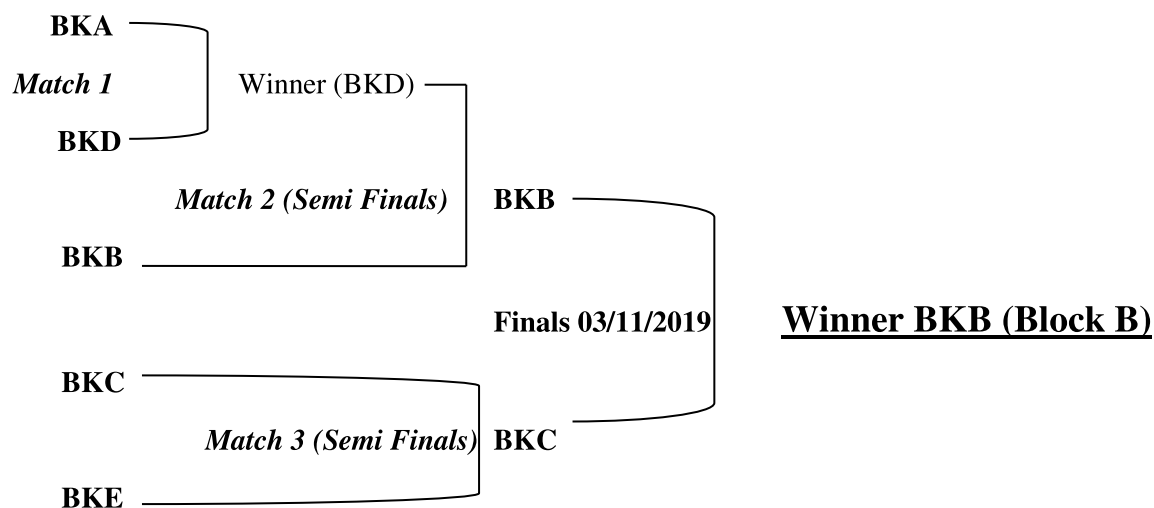 BKA
Match 1
Winner (BKD)
BKD
Match 2 (Semi Finals)
BKB
BKB
Finals 03/11/2019
Winner BKB (Block B)
BKC
Match 3 (Semi Finals)
BKC
BKE